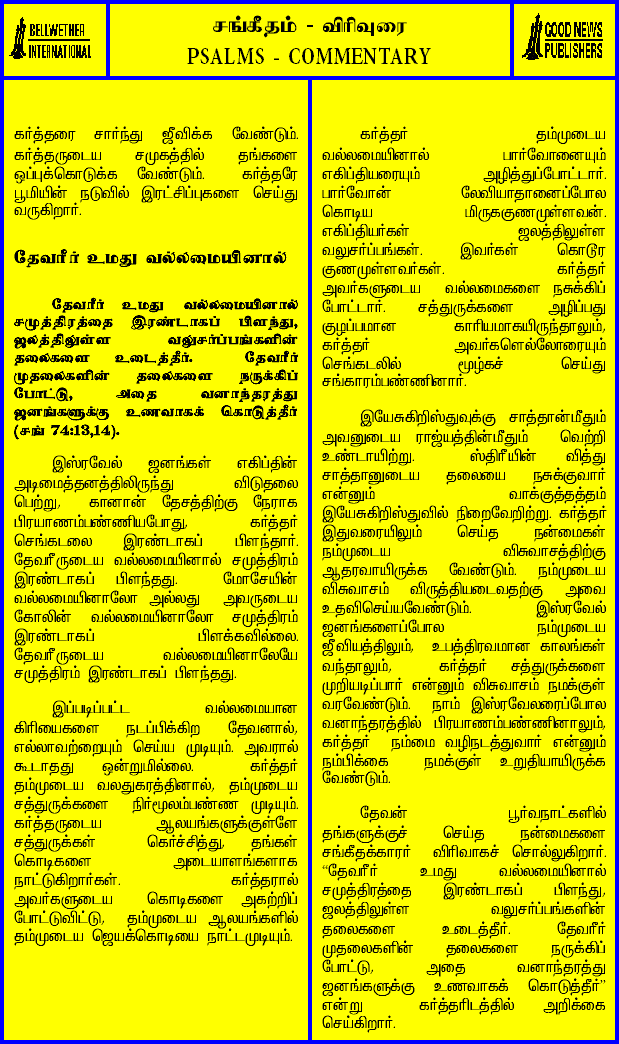 BELLWETHER
INTERNATIONAL
சங்கீதம் - விரிவுரை
PSALMS - COMMENTARY
GOOD NEWS
PUBLISHERS
கர்த்தரை சார்ந்து ஜீவிக்க வேண்டும்.
கர்த்தருடைய சமுகத்தில் தங்களை
ஒப்புக்கொடுக்க வேண்டும். கர்த்தரே
பூமியின் நடுவில் இரட்சிப்புகளை செய்து
வருகிறார்.
தேவரீர் உமது வல்லமையினால்
தேவரீர் உமது வல்லமையினால்
சமுத்திரத்தை இரண்டாகப் பிளந்து,
ஜலத்திலுள்ள வலுசர்ப்பங்களின்
தலைகளை உடைத்தீர். தேவரீர்
முதலைகளின் தலைகளை நருக்கிப்
போட்டு, அதை வனாந்தரத்து
ஜனங்களுக்கு உணவாகக் கொடுத்தீர்
(சங் 74:13,14).
இஸ்ரவேல் ஜனங்கள் எகிப்தின்
அடிமைத்தனத்திலிருந்து விடுதலை
பெற்று, கானான் தேசத்திற்கு நேராக
பிரயாணம்பண்ணியபோது, கர்த்தர்
செங்கடலை இரண்டாகப் பிளந்தார்.
தேவரீருடைய வல்லமையினால் சமுத்திரம்
இரண்டாகப் பிளந்தது. மோசேயின்
வல்லமையினாலோ அல்லது அவருடைய
கோலின் வல்லமையினாலோ சமுத்திரம்
இரண்டாகப் பிளக்கவில்லை.
தேவரீருடைய வல்லமையினாலேயே
சமுத்திரம் இரண்டாகப் பிளந்தது.
இப்படிப்பட்ட வல்லமையான
கிரியைகளை நடப்பிக்கிற தேவனால்,
எல்லாவற்றையும் செய்ய முடியும். அவரால்
கூடாதது ஒன்றுமில்லை. கர்த்தர்
தம்முடைய வலதுகரத்தினால், தம்முடைய
சத்துருக்களை நிர்மூலம்பண்ண முடியும்.
கர்த்தருடைய ஆலயங்களுக்குள்ளே
சத்துருக்கள் கெர்ச்சித்து, தங்கள்
கொடிகளை அடையாளங்களாக
நாட்டுகிறார்கள். கர்த்தரால்
அவர்களுடைய கொடிகளை அகற்றிப்
போட்டுவிட்டு, தம்முடைய ஆலயங்களில்
தம்முடைய ஜெயக்கொடியை நாட்டமுடியும்.
கர்த்தர் தம்முடைய
வல்லமையினால் பார்வோனையும்
எகிப்தியரையும் அழித்துப்போட்டார்.
பார்வோன் லேவியாதானைப்போல
கொடிய மிருககுணமுள்ளவன்.
எகிப்தியர்கள் ஜலத்திலுள்ள
வலுசர்ப்பங்கள். இவர்கள் கொடூர
குணமுள்ளவர்கள். கர்த்தர்
அவர்களுடைய வல்லமைகளை நசுக்கிப்
போட்டார். சத்துருக்களை அழிப்பது
குழப்பமான காரியமாகயிருந்தாலும்,
கர்த்தர் அவர்களெல்லோரையும்
செங்கடலில் மூழ்கச் செய்து
சங்காரம்பண்ணினார்.
இயேசுகிறிஸ்துவுக்கு சாத்தான்மீதும்
அவனுடைய ராஜ்யத்தின்மீதும் வெற்றி
உண்டாயிற்று. ஸ்திரீயின் வித்து
சாத்தானுடைய தலையை நசுக்குவார்
என்னும் வாக்குத்தத்தம்
இயேசுகிறிஸ்துவில் நிறைவேறிற்று. கர்த்தர்
இதுவரையிலும் செய்த நன்மைகள்
நம்முடைய விசுவாசத்திற்கு
ஆதரவாயிருக்க வேண்டும். நம்முடைய
விசுவாசம் விருத்தியடைவதற்கு அவை
உதவிசெய்யவேண்டும். இஸ்ரவேல்
ஜனங்களைப்போல நம்முடைய
ஜீவியத்திலும், உபத்திரவமான காலங்கள்
வந்தாலும், கர்த்தர் சத்துருக்களை
முறியடிப்பார் என்னும் விசுவாசம் நமக்குள்
வரவேண்டும். நாம் இஸ்ரவேலரைப்போல
வனாந்தரத்தில் பிரயாணம்பண்ணினாலும்,
கர்த்தர் நம்மை வழிநடத்துவார் என்னும்
நம்பிக்கை நமக்குள் உறுதியாயிருக்க
வேண்டும்.
தேவன் பூர்வநாட்களில்
தங்களுக்குச் செய்த நன்மைகளை
சங்கீதக்காரர் விரிவாகச் சொல்லுகிறார்.
“தேவரீர் உமது வல்லமையினால்
சமுத்திரத்தை இரண்டாகப் பிளந்து,
ஜலத்திலுள்ள வலுசர்ப்பங்களின்
தலைகளை உடைத்தீர். தேவரீர்
முதலைகளின் தலைகளை நருக்கிப்
போட்டு, அதை வனாந்தரத்து
ஜனங்களுக்கு உணவாகக் கொடுத்தீர்”
என்று கர்த்தரிடத்தில் அறிக்கை
செய்கிறார்.